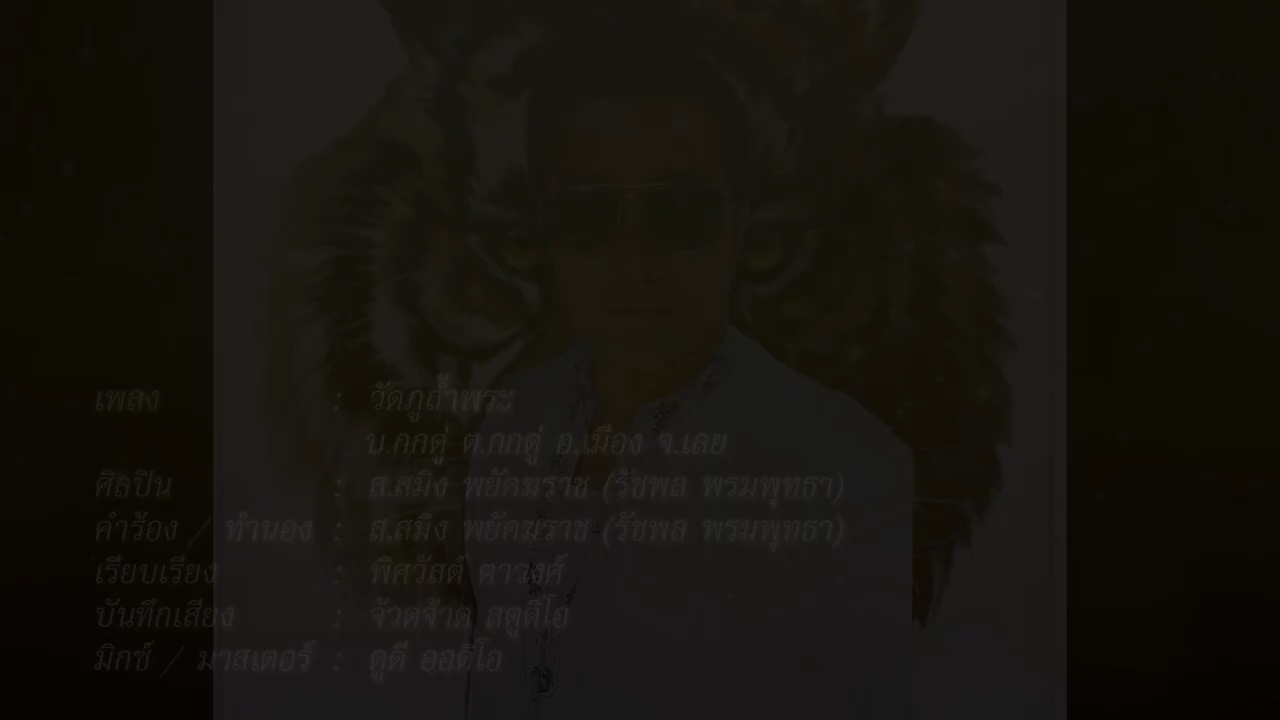 เพลง : วัดภูถ้ำพระ
บ.กกดู่ ต.กกดู่ อ.เมือง จ.เลย
ศิลปิน : ส.สมิง พยัคฆราช (รัชพล พรมพุทธา)
คำร้อง / ทำนอง : ส.สมิง พยัคฆราช (รัชพล พรมพุทธา)
เรียบเรียง : พิศวัสต์ ตาวงศ์
บันทึกเสียง : จ๊วดจ๊าด สตูดิโอ
มิกซ์ / มาสเตอร์ : ดูดี ออดิโอ